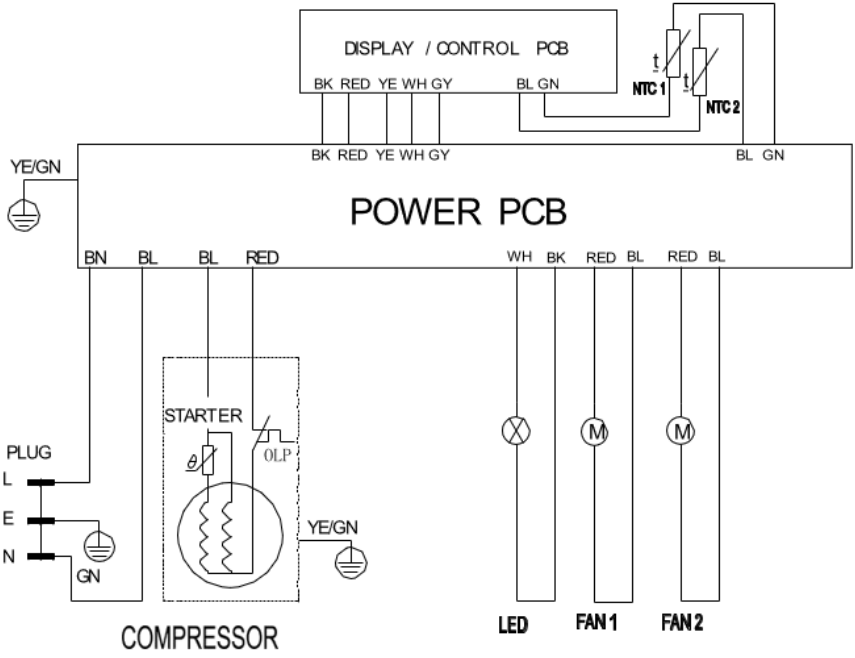 DISPLAY / CONTROL PCB
BK RED YE WH GY BL GN
t
NTC 1
t
NTC 2
BK RED YE WH GY BL GN
YE/GN
POWER PCB
BN BL BL RED WH BK RED BL RED BL
STARTER
θ
OLP
M
M
PLUG
L
E
N
GN
YE/GN
COMPRESSOR
LED
FAN 1
FAN 2